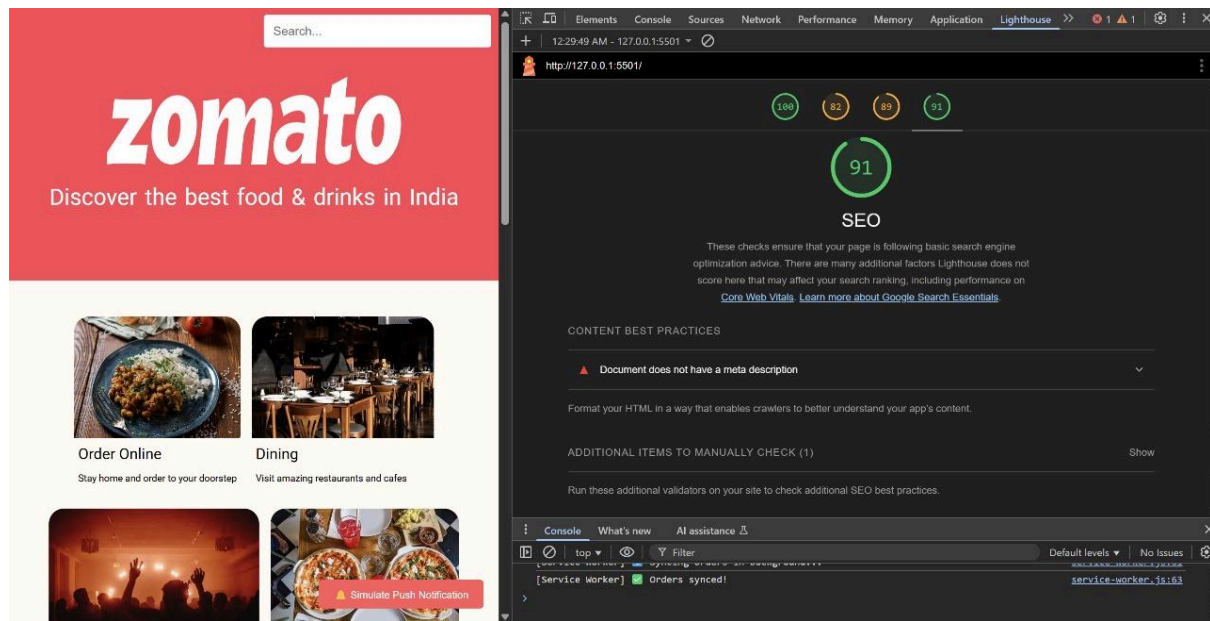 Search...
zomato
Discover the best food & drinks in India
Order Online
Stay home and order to your doorstep
Dining
Visit amazing restaurants and cafes
🔔 Simulate Push Notification
Elements Console Sources Network Performance Memory Application Lighthouse 1 1
12:29:49 AM - 127.0.0.1:5501
http://127.0.0.1:5501/
100 82 89 91
91
SEO
These checks ensure that your page is following basic search engine
optimization advice. There are many additional factors Lighthouse does not
score here that may affect your search ranking, including performance on
Core Web Vitals. Learn more about Google Search Essentials.
CONTENT BEST PRACTICES
Document does not have a meta description
Format your HTML in a way that enables crawlers to better understand your app's content.
ADDITIONAL ITEMS TO MANUALLY CHECK (1) Show
Run these additional validators on your site to check additional SEO best practices.
Console What's new AI assistance
top Filter Default levels No Issues
[Service Worker] Syncing orders in background...
[Service Worker] ✅ Orders synced! service-worker.js:63